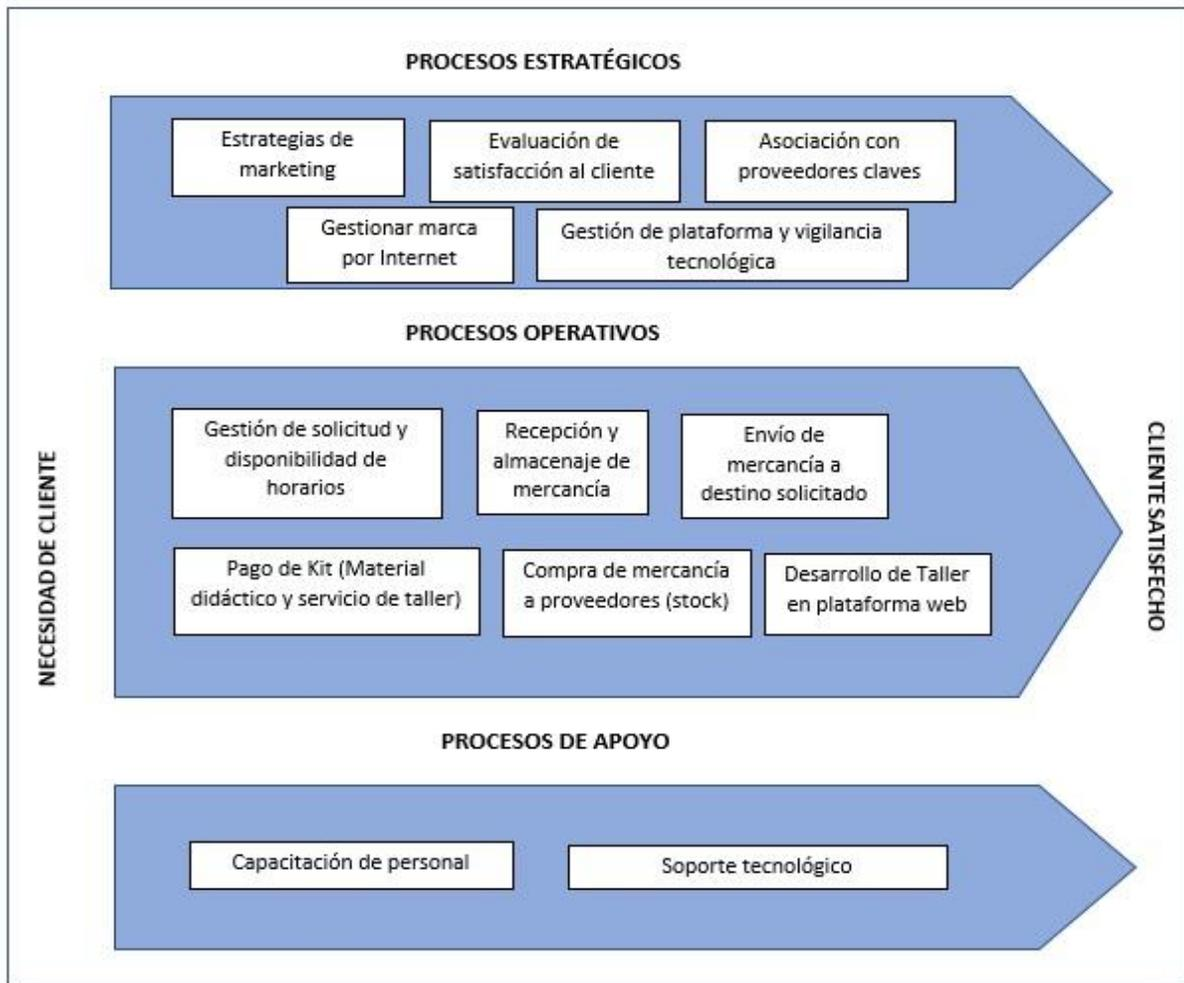 PROCESOS ESTRATÉGICOS
Estrategias de
marketing
Evaluación de
satisfacción al cliente
Asociación con
proveedores claves
Gestionar marca
por Internet
Gestión de plataforma y vigilancia
tecnológica
PROCESOS OPERATIVOS
NECESIDAD DE CLIENTE
Gestión de solicitud y
disponibilidad de
horarios
Recepción y
almacenaje de
mercancía
Envío de
mercancía a
destino solicitado
Pago de Kit (Material
didáctico y servicio de taller)
Compra de mercancía
a proveedores (stock)
Desarrollo de Taller
en plataforma web
CLIENTE SATISFECHO
PROCESOS DE APOYO
Capacitación de personal
Soporte tecnológico